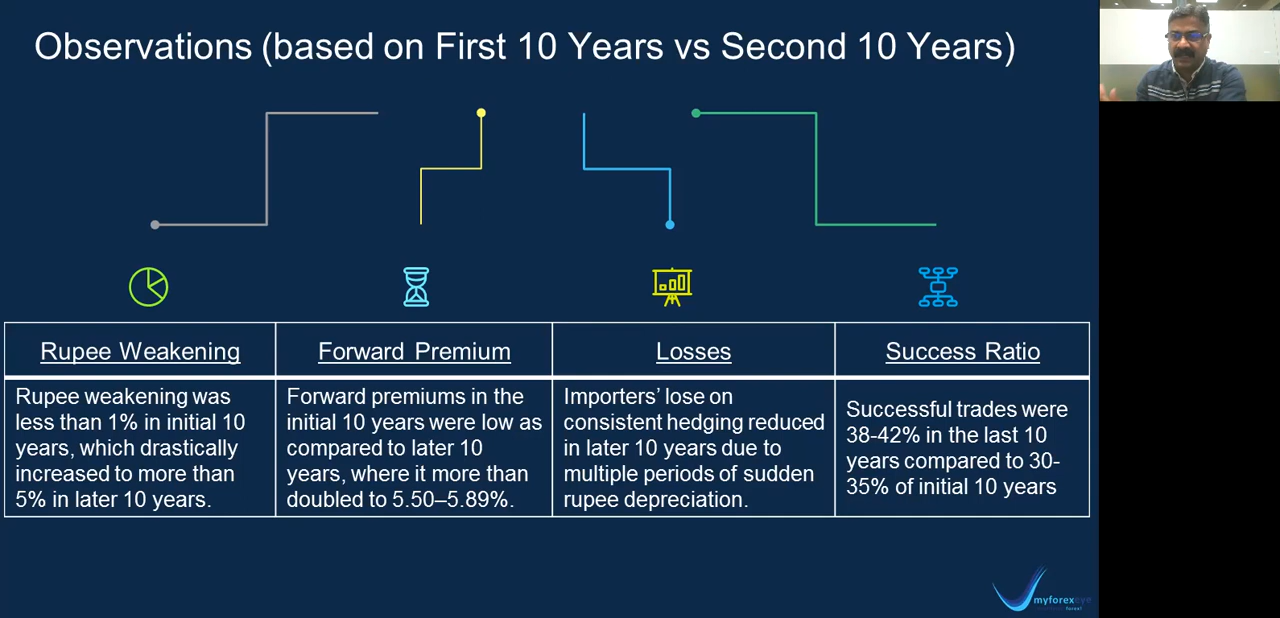 Observations (based on First 10 Years vs Second 10 Years)
Rupee Weakening
Forward Premium
Losses
Success Ratio
Rupee weakening was
less than 1% in initial 10
years, which drastically
increased to more than
5% in later 10 years.
Forward premiums in the
initial 10 years were low as
compared to later 10
years, where it more than
doubled to 5.50–5.89%.
Importers’ lose on
consistent hedging reduced
in later 10 years due to
multiple periods of sudden
rupee depreciation.
Successful trades were
38-42% in the last 10
years compared to 30-
35% of initial 10 years
myforexeye
forex!